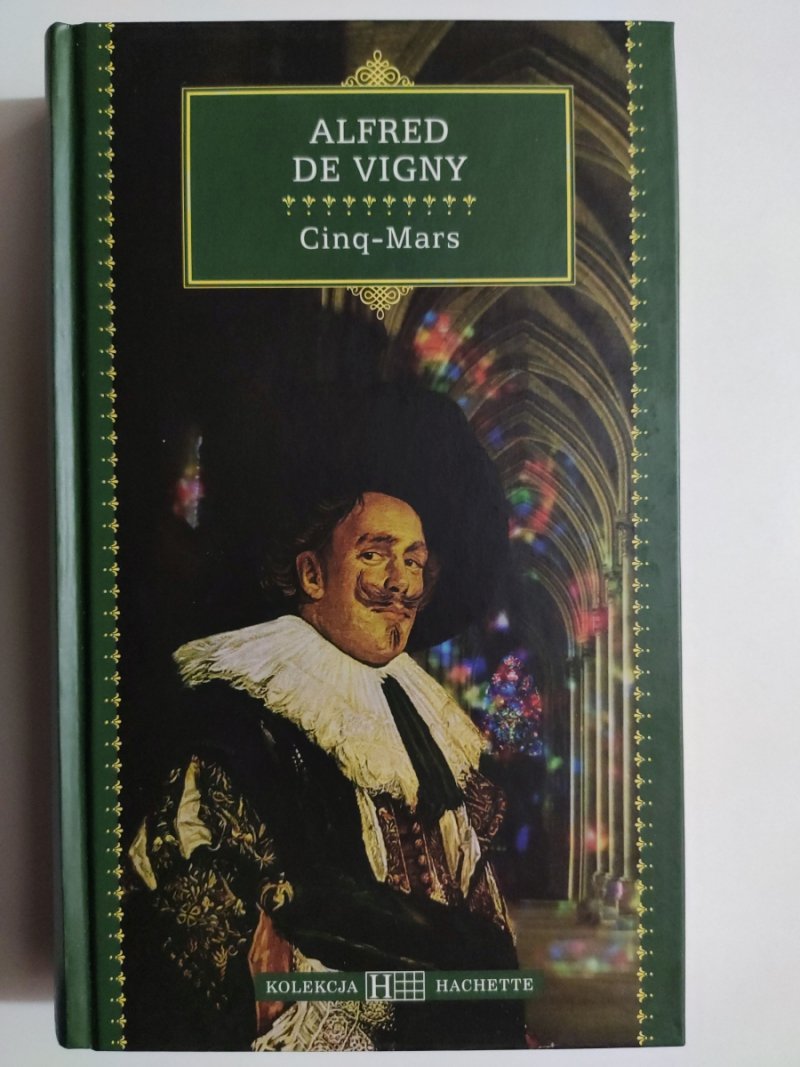 ALFRED
DE VIGNY
Cinq-Mars
KOLEKCJA H HACHETTE